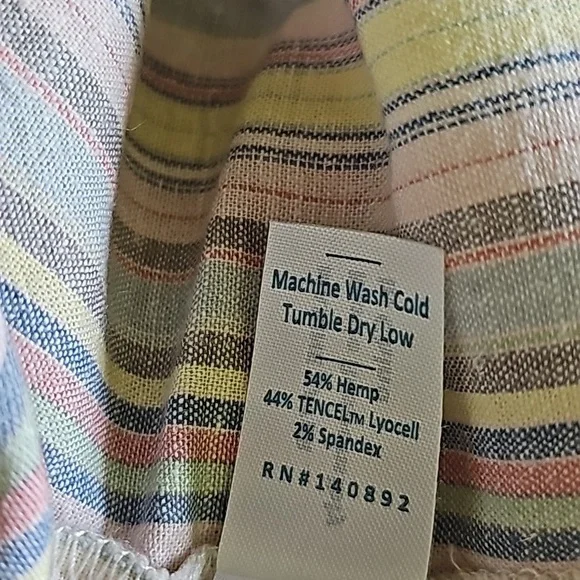 Machine Wash Cold
Tumble Dry Low
54% Hemp
44% TENCEL™ Lyocell
2% Spandex
RN#140892